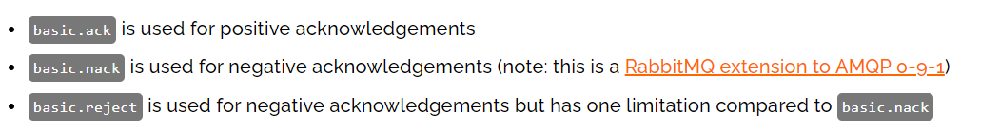 basic.ack is used for positive acknowledgements
basic.nack is used for negative acknowledgements (note: this is a RabbitMQ extension to AMQP 0-9-1)
basic.reject is used for negative acknowledgements but has one limitation compared to basic.nack